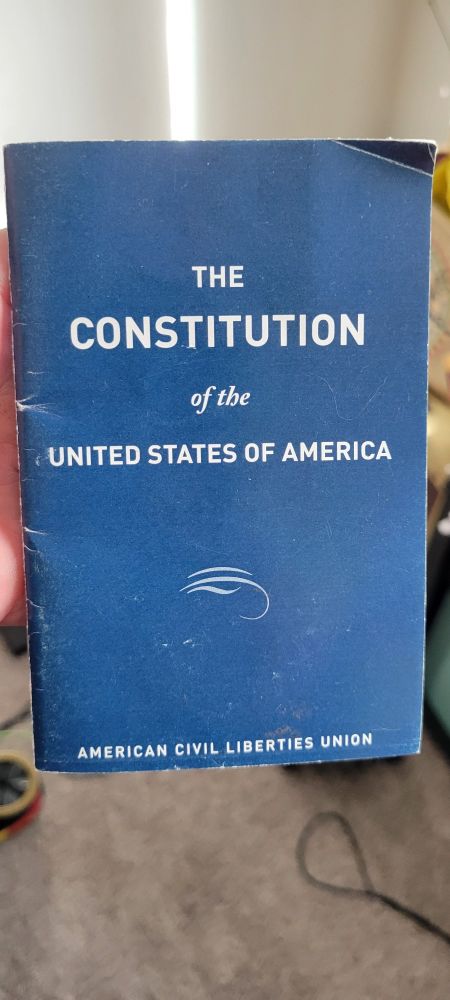 THE
CONSTITUTION
of the
UNITED STATES OF AMERICA
AMERICAN CIVIL LIBERTIES UNION